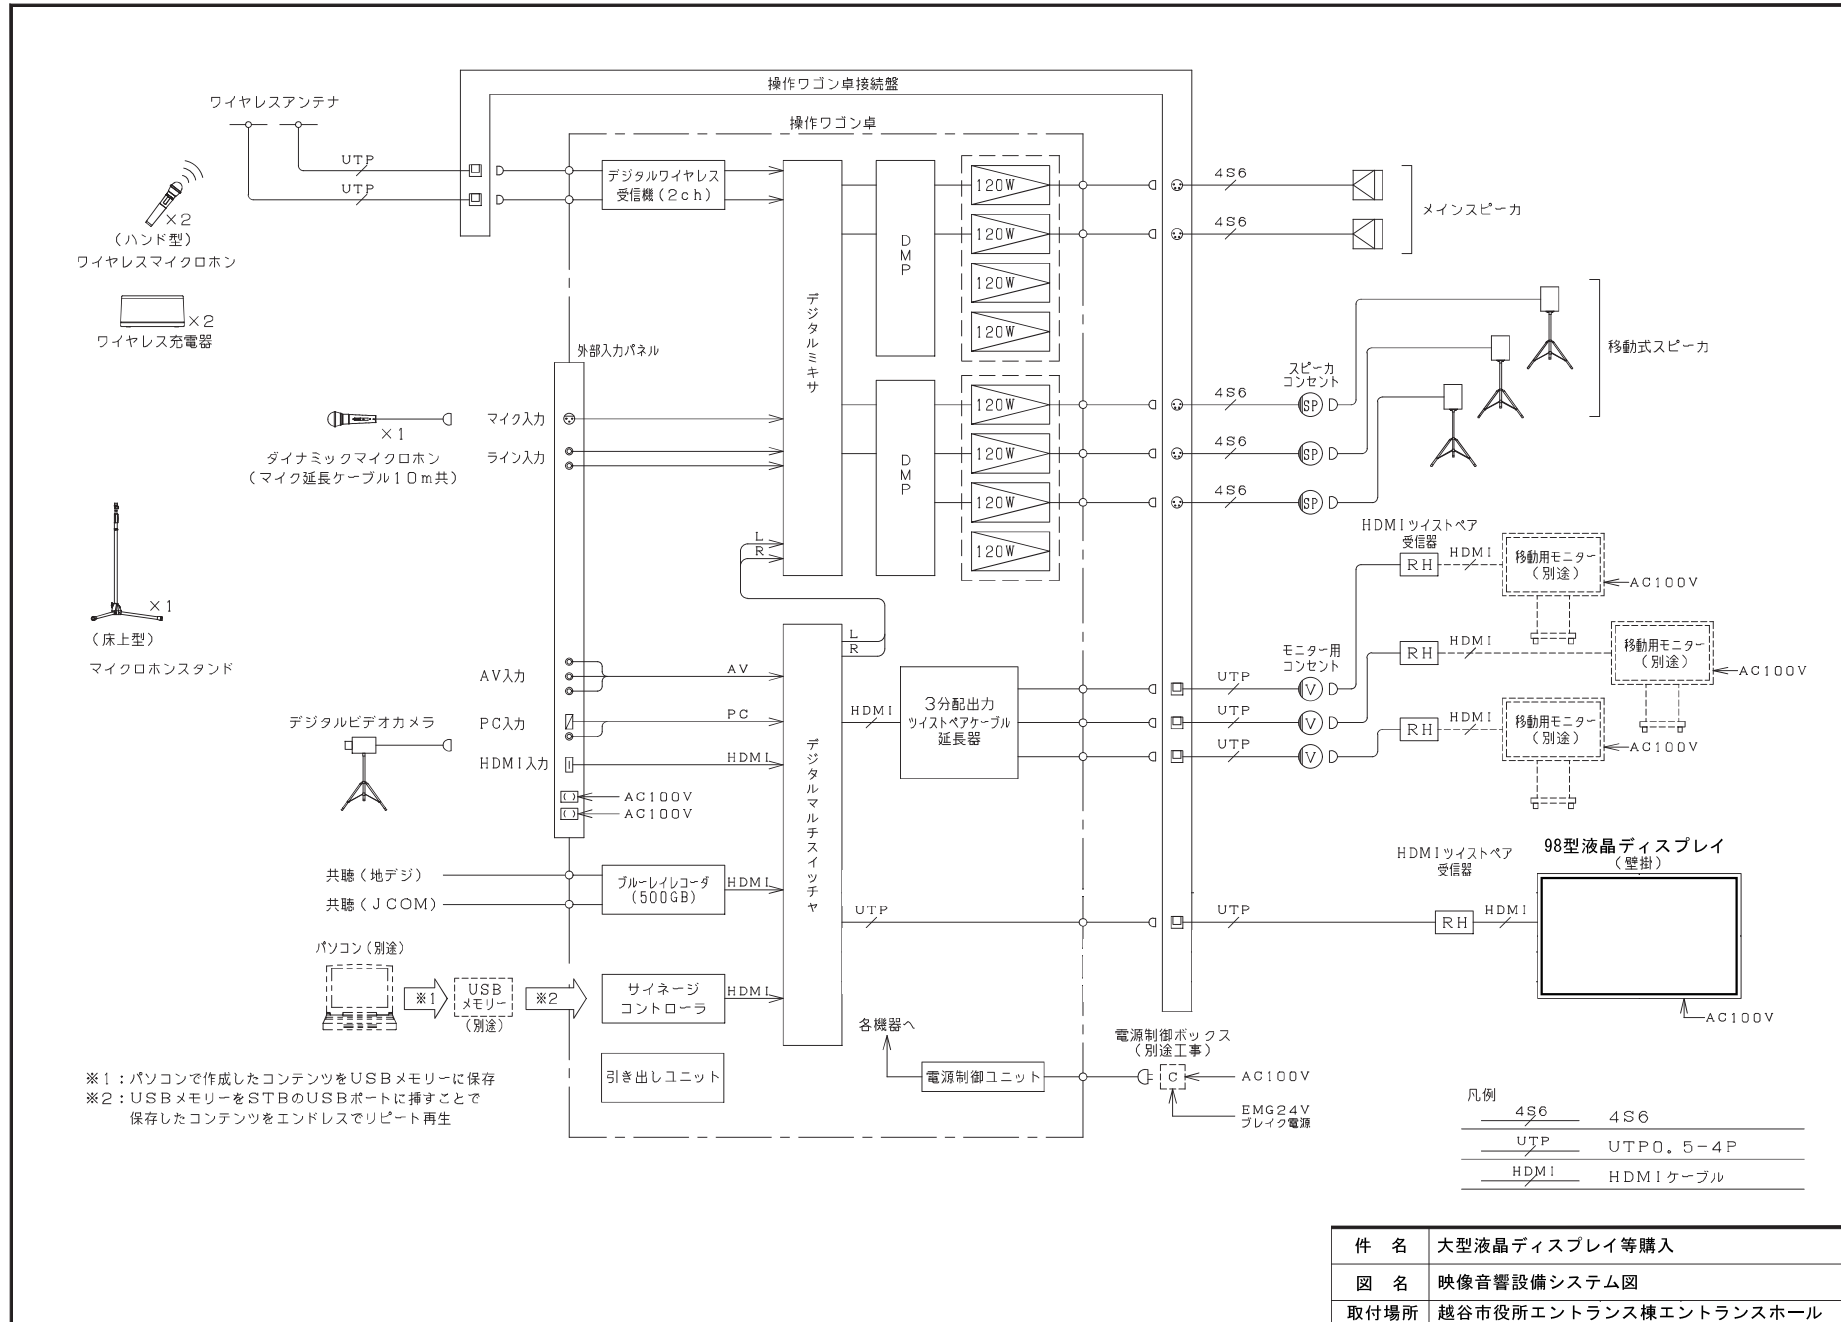 操作ワゴン卓接続盤
操作ワゴン卓
ワイヤレスアンテナ
UTP
UTP
×2
(ハンド型)
ワイヤレスマイクロホン
×2
ワイヤレス充電器
デジタルワイヤレス
受信機(2ch)
デジタルミキサ
DMP
120W
120W
120W
120W
4S6
4S6
メインスピーカ
外部入力パネル
×1
ダイナミックマイクロホン
(マイク延長ケーブル10m共)
マイク入力
ライン入力
DMP
120W
120W
120W
120W
4S6
4S6
4S6
スピーカ
コンセント
SP
SP
SP
移動式スピーカ
×1
(床上型)
マイクロホンスタンド
L
R
L
R
AV入力
AV
PC入力
PC
HDMI入力
HDMI
AC100V
AC100V
デジタルビデオカメラ
デジタルマルチスイッチャ
HDMI
3分配出力
ツイストペアケーブル
延長器
UTP
UTP
UTP
モニター用
コンセント
V
V
V
HDMIツイストペア
受信器
RH
HDMI
移動用モニター
(別途)
AC100V
RH
HDMI
移動用モニター
(別途)
AC100V
RH
HDMI
移動用モニター
(別途)
AC100V
共聴(地デジ)
共聴(JCOM)
ブルーレイレコーダ
(500GB)
HDMI
UTP
UTP
HDMIツイストペア
受信器
RH
HDMI
98型液晶ディスプレイ
(壁掛)
AC100V
パソコン(別途)
※1
USB
メモリー
(別途)
※2
サイネージ
コントローラ
HDMI
引き出しユニット
各機器へ
電源制御ユニット
電源制御ボックス
(別途工事)
C
AC100V
EMG24V
ブレイク電源
※1:パソコンで作成したコンテンツをUSBメモリーに保存
※2:USBメモリーをSTBのUSBポートに挿すことで
保存したコンテンツをエンドレスでリピート再生
凡例
4S6 4S6
UTP UTP0.5-4P
HDMI HDMIケーブル
件 名 大型液晶ディスプレイ等購入
図 名 映像音響設備システム図
取付場所 越谷市役所エントランス棟エントランスホール